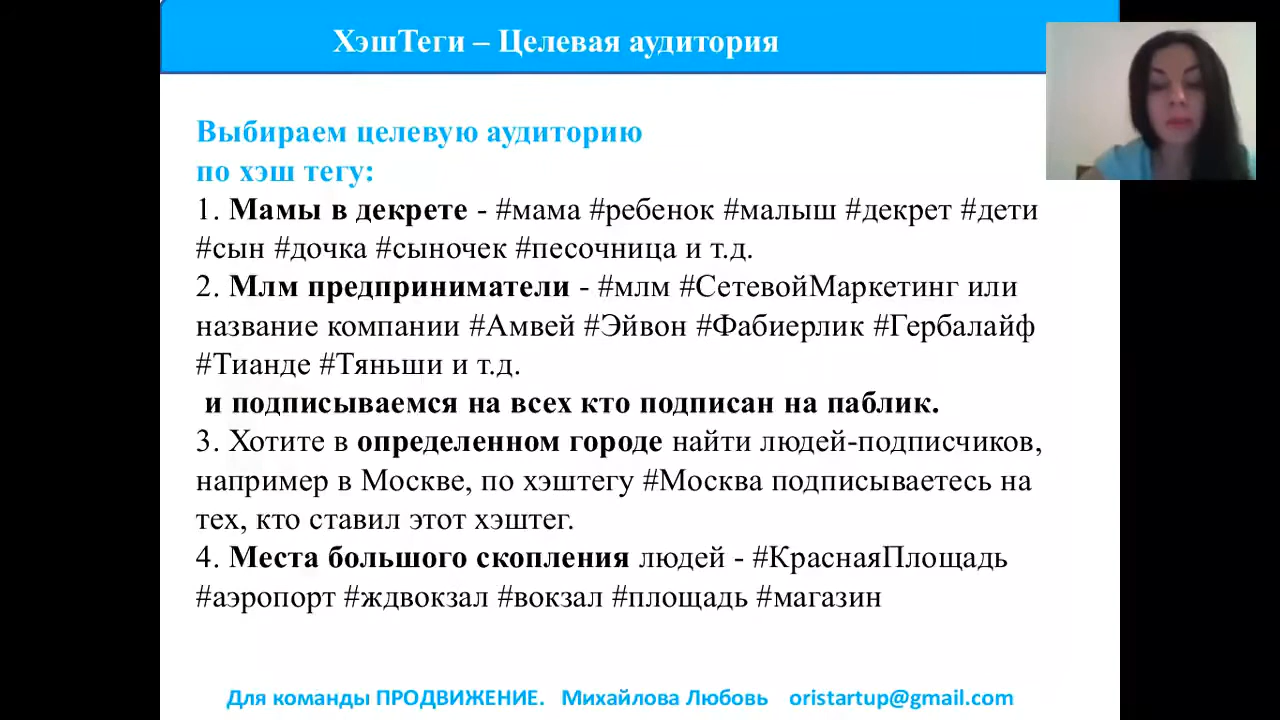 ХэшТеги – Целевая аудитория
Выбираем целевую аудиторию
по хэш тегу:
1. Мамы в декрете - #мама #ребенок #малыш #декрет #дети
#сын #дочка #сыночек #песочница и т.д.
2. Млм предприниматели - #млм #СетевойМаркетинг или
название компании #Амвей #Эйвон #Фабиерлик #Гербалайф
#Тианде #Тяньши и т.д.
и подписываемся на всех кто подписан на паблик.
3. Хотите в определенном городе найти людей-подписчиков,
например в Москве, по хэштегу #Москва подписываетесь на
тех, кто ставил этот хэштег.
4. Места большого скопления людей - #КраснаяПлощадь
#аэропорт #ждвокзал #вокзал #площадь #магазин
Для команды ПРОДВИЖЕНИЕ. Михайлова Любовь oristartup@gmail.com